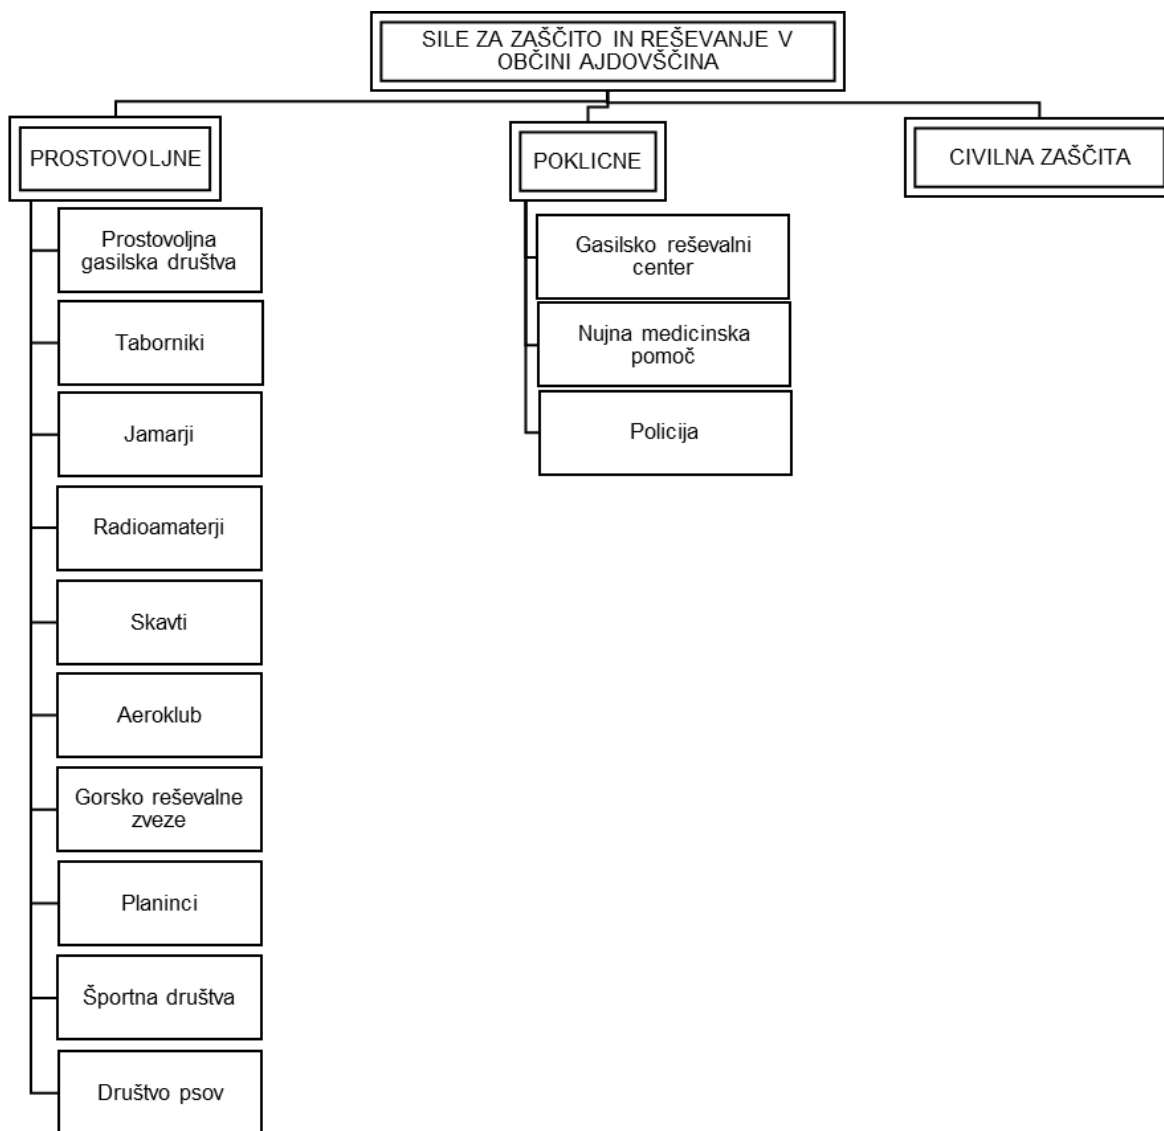 SILE ZA ZAŠČITO IN REŠEVANJE V
OBČINI AJDOVŠČINA
PROSTOVOLJNE
Prostovoljna
gasilska društva
Taborniki
Jamarji
Radioamaterji
Skavti
Aeroklub
Gorsko reševalne
zveze
Planinci
Športna društva
Društvo psov
POKLICNE
Gasilsko reševalni
center
Nujna medicinska
pomoč
Policija
CIVILNA ZAŠČITA